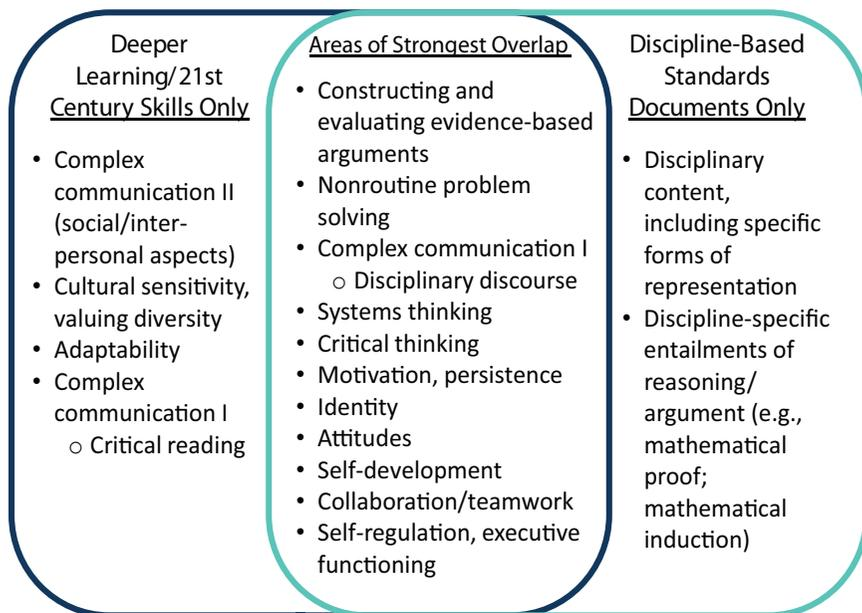 Deeper
Learning/21st
Century Skills Only
• Complex
communication II
(social/inter-
personal aspects)
• Cultural sensitivity,
valuing diversity
• Adaptability
• Complex
communication I
o Critical reading
Areas of Strongest Overlap
• Constructing and
evaluating evidence-based
arguments
• Nonroutine problem
solving
• Complex communication I
o Disciplinary discourse
• Systems thinking
• Critical thinking
• Motivation, persistence
• Identity
• Attitudes
• Self-development
• Collaboration/teamwork
• Self-regulation, executive
functioning
Discipline-Based
Standards
Documents Only
• Disciplinary
content,
including specific
forms of
representation
• Discipline-specific
entailments of
reasoning/
argument (e.g.,
mathematical
proof;
mathematical
induction)